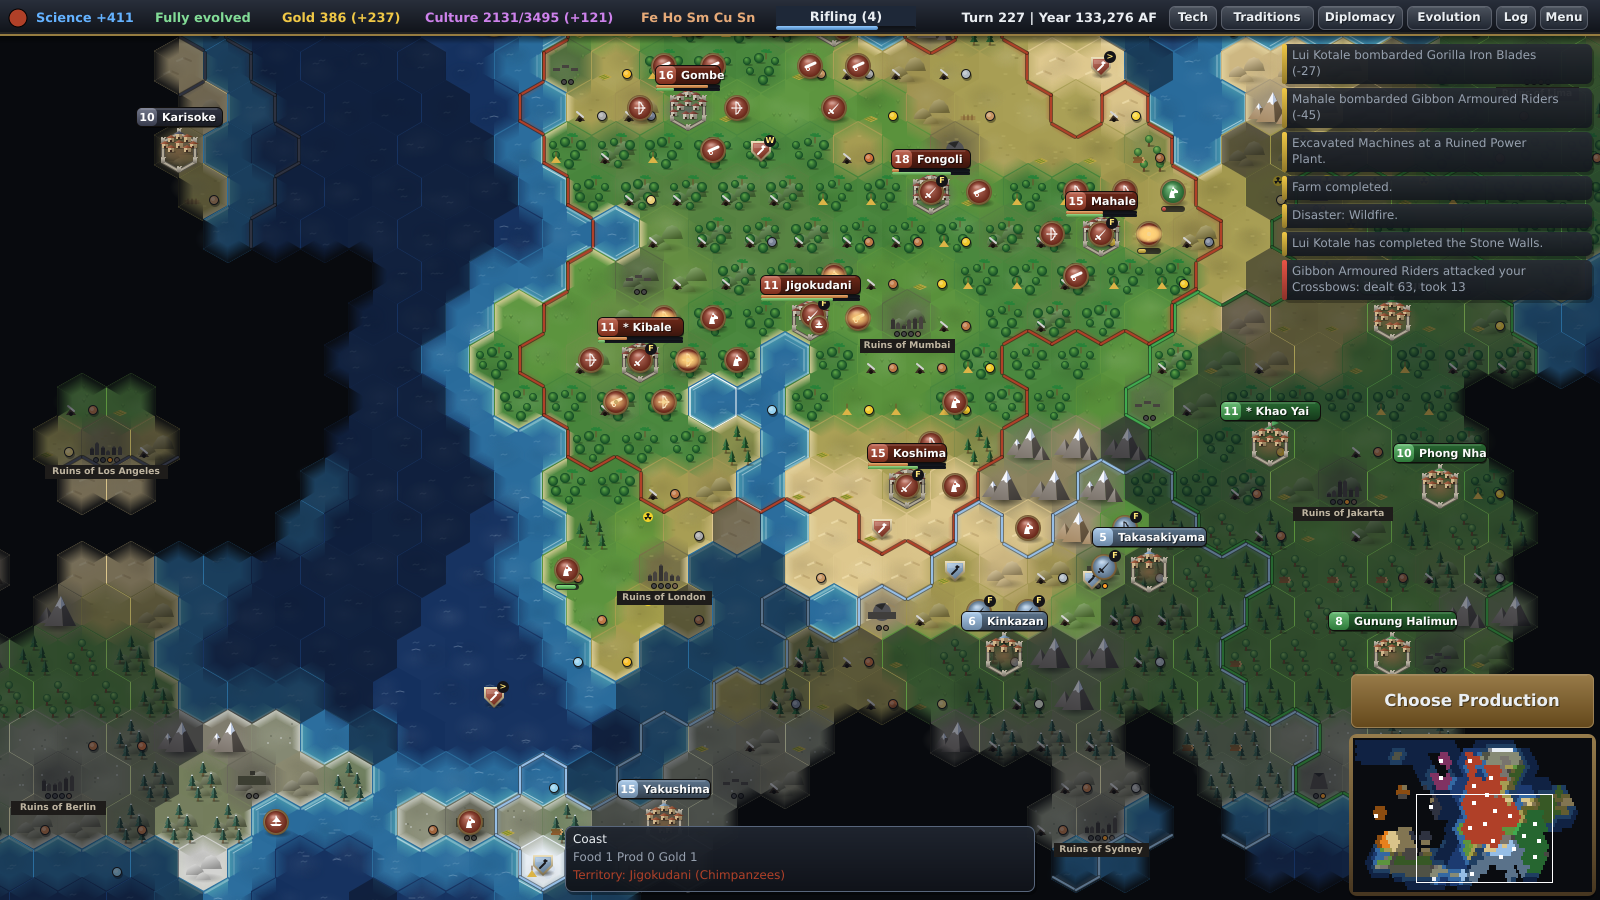 Science +411
Fully evolved
Gold 386 (+237)
Culture 2131/3495 (+121)
Fe Ho Sm Cu Sn
Rifling (4)
Turn 227 | Year 133,276 AF
Tech
Traditions
Diplomacy
Evolution
Log
Menu
Lui Kotale bombarded Gorilla Iron Blades
(-27)
Mahale bombarded Gibbon Armoured Riders
(-45)
Excavated Machines at a Ruined Power
Plant.
Farm completed.
Disaster: Wildfire.
Lui Kotale has completed the Stone Walls.
Gibbon Armoured Riders attacked your
Crossbows: dealt 63, took 13
16 Gombe
10 Karisoke
W
18 Fongoli
F
15 Mahale
F
11 Jigokudani
F
11 * Kibale
F
Ruins of Mumbai
11 * Khao Yai
10 Phong Nha
15 Koshima
F
Ruins of Los Angeles
Ruins of Jakarta
F
5 Takasakiyama
F
Ruins of London
F
F
6 Kinkazan
8 Gunung Halimun
Choose Production
15 Yakushima
Ruins of Berlin
Ruins of Sydney
Coast
Food 1 Prod 0 Gold 1
Territory: Jigokudani (Chimpanzees)